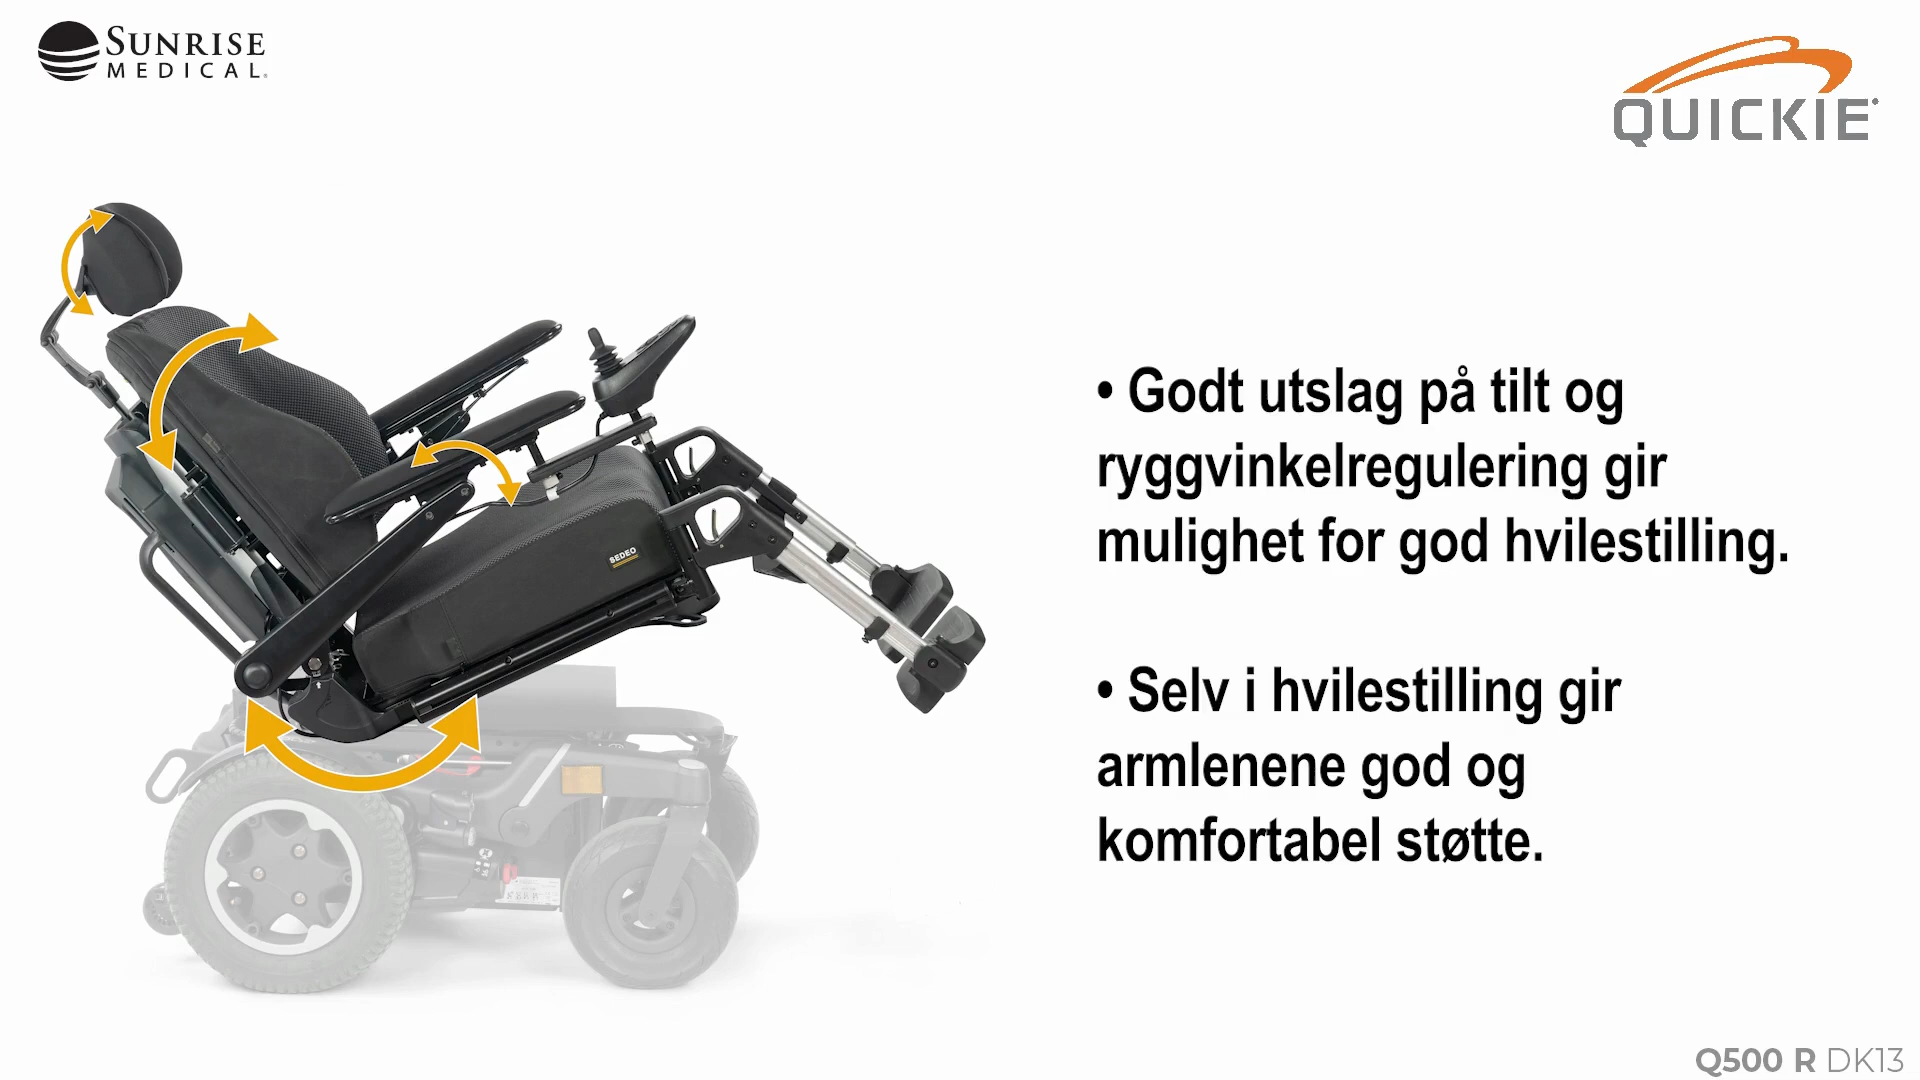 SUNRISE
MEDICAL.
QUICKIE
• Godt utslag på tilt og
ryggvinkelregulering gir
mulighet for god hvilestilling.
SEDEO
• Selv i hvilestilling gir
armlenene god og
komfortabel støtte.
Q500 R DK13